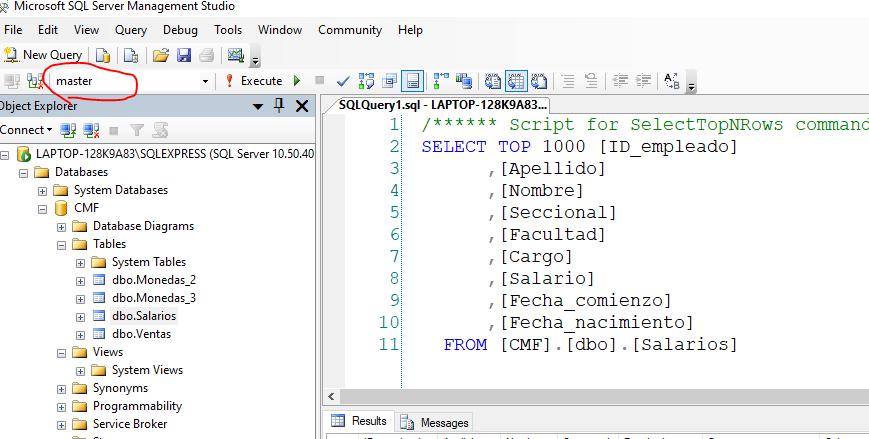 Microsoft SQL Server Management Studio
File Edit View Query Debug Tools Window Community Help
New Query
master Execute
Object Explorer
Connect
LAPTOP-128K9A83\SQLEXPRESS (SQL Server 10.50.40
Databases
System Databases
CMF
Database Diagrams
Tables
System Tables
dbo.Monedas_2
dbo.Monedas_3
dbo.Salarios
dbo.Ventas
Views
System Views
Synonyms
Programmability
Service Broker
SQLQuery1.sql - LAPTOP-128K9A83...
1 /****** Script for SelectTopNRows command
2 SELECT TOP 1000 [ID_empleado]
3 ,[Apellido]
4 ,[Nombre]
5 ,[Seccional]
6 ,[Facultad]
7 ,[Cargo]
8 ,[Salario]
9 ,[Fecha_comienzo]
10 ,[Fecha_nacimiento]
11 FROM [CMF].[dbo].[Salarios]
Results Messages